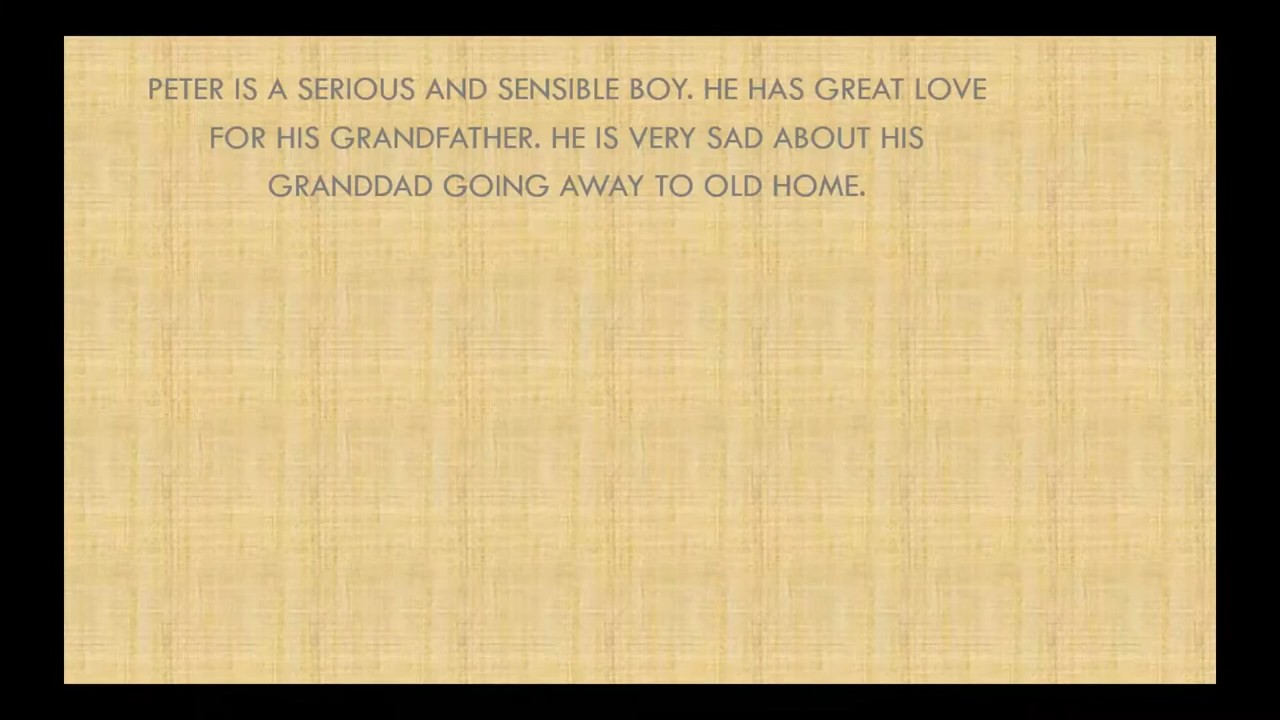 PETER IS A SERIOUS AND SENSIBLE BOY. HE HAS GREAT LOVE
FOR HIS GRANDFATHER. HE IS VERY SAD ABOUT HIS
GRANDDAD GOING AWAY TO OLD HOME.